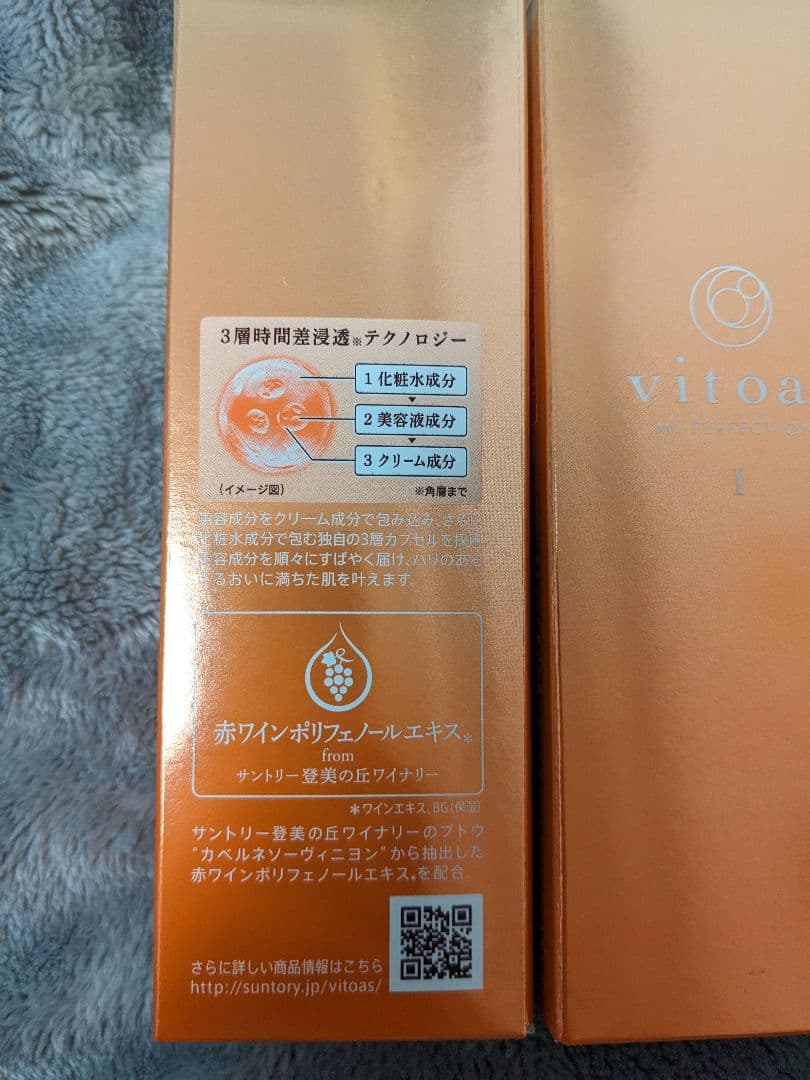 3層時間差浸透※テクノロジー
1 化粧水成分
2 美容液成分
3 クリーム成分
(イメージ図)
※角層まで
美容成分をクリーム成分で包み込み、さらに
化粧水成分で包む独自の3層カプセルを採用
美容成分を順々にすばやく届け、ハリのある
うるおいに満ちた肌を叶えます。
赤ワインポリフェノールエキス*
from
サントリー登美の丘ワイナリー
*ワインエキス、BG(保湿)
サントリー登美の丘ワイナリーのブドウ
"カベルネソーヴィニヨン"から抽出した
赤ワインポリフェノールエキス*を配合
さらに詳しい商品情報はこちら
http://suntory.jp/vitoas/
vitoas
MY PERFECTION
I